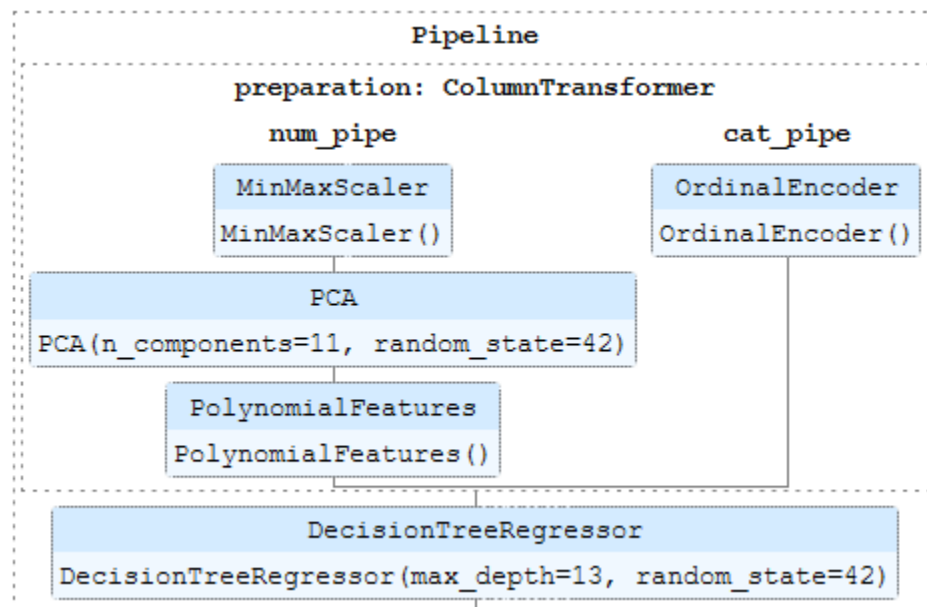 Pipeline
preparation: ColumnTransformer
num_pipe
cat_pipe
MinMaxScaler
MinMaxScaler()
OrdinalEncoder
OrdinalEncoder()
PCA
PCA(n_components=11, random_state=42)
PolynomialFeatures
PolynomialFeatures()
DecisionTreeRegressor
DecisionTreeRegressor(max_depth=13, random_state=42)